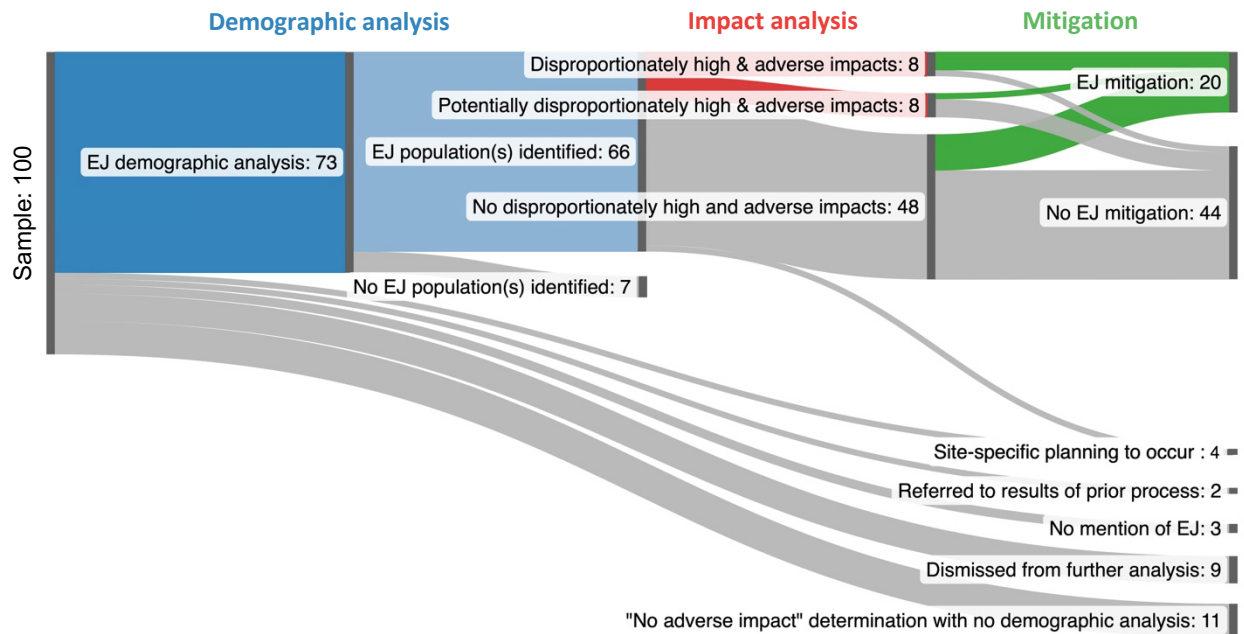 Demographic analysis
Impact analysis
Mitigation
Sample: 100
EJ demographic analysis: 73
EJ population(s) identified: 66
No EJ population(s) identified: 7
Disproportionately high & adverse impacts: 8
Potentially disproportionately high & adverse impacts: 8
No disproportionately high and adverse impacts: 48
EJ mitigation: 20
No EJ mitigation: 44
Site-specific planning to occur : 4
Referred to results of prior process: 2
No mention of EJ: 3
Dismissed from further analysis: 9
"No adverse impact" determination with no demographic analysis: 11